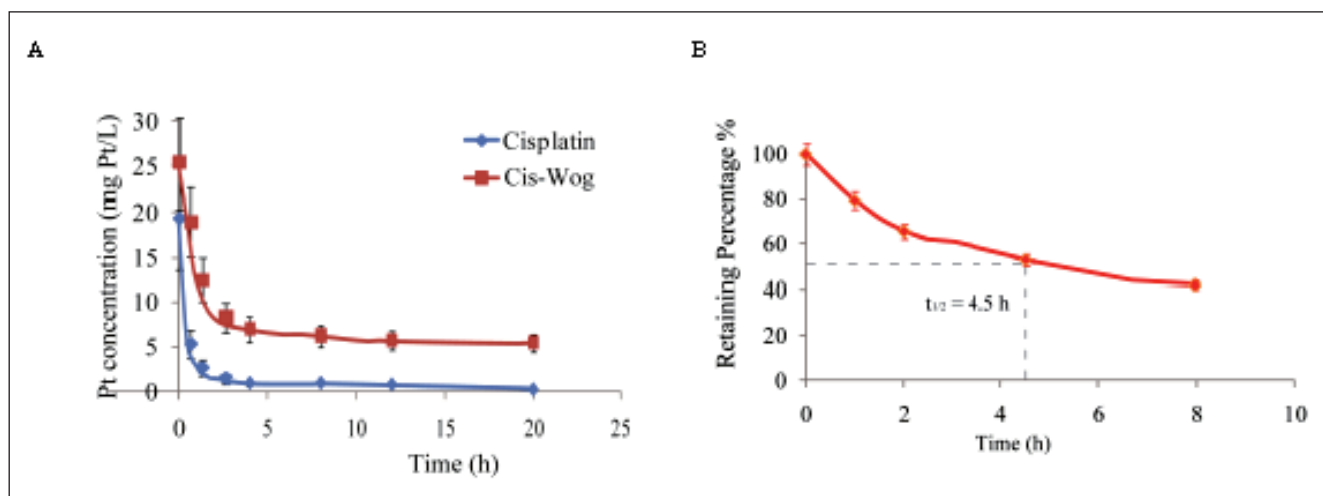 A
B
Pt concentration (mg Pt/L)
30
25
20
15
10
5
0
Cisplatin
Cis-Wog
0 5 10 15 20 25
Time (h)
Retaining Percentage %
100
80
60
40
20
0
t1/2 = 4.5 h
0 2 4 6 8 10
Time (h)